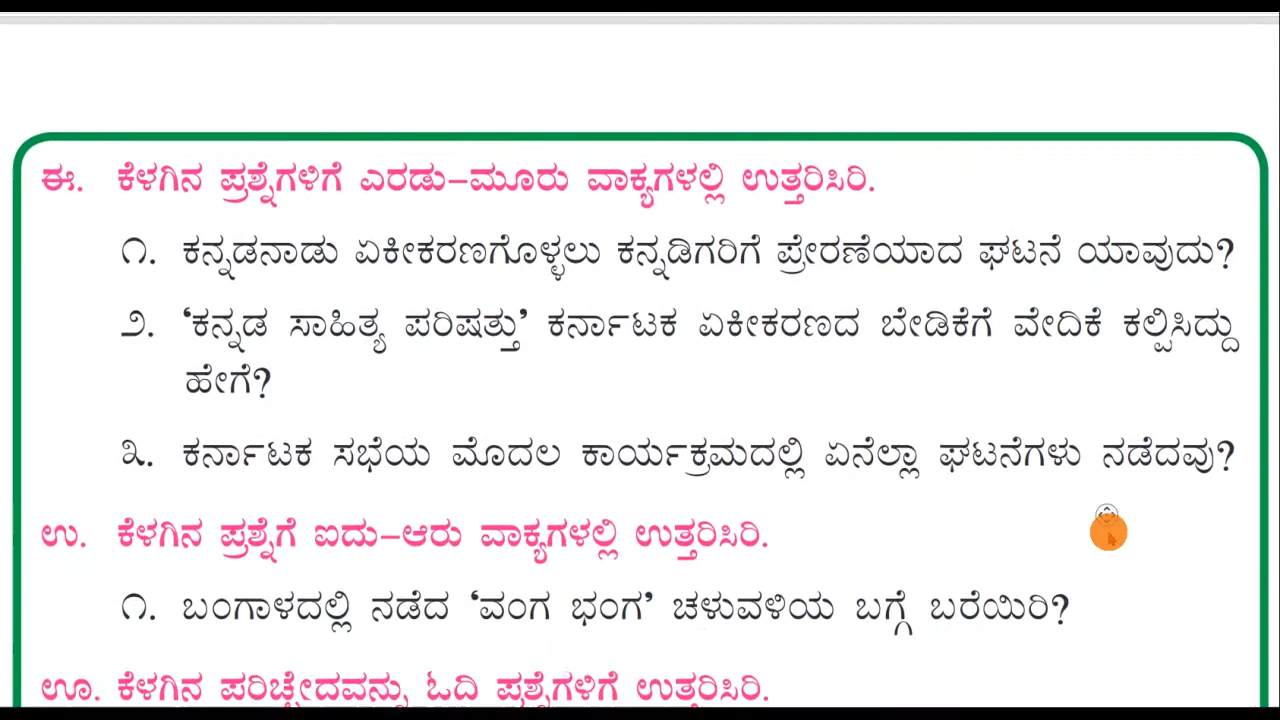 ಈ. ಕೆಳಗಿನ ಪ್ರಶ್ನೆಗಳಿಗೆ ಎರಡು–ಮೂರು ವಾಕ್ಯಗಳಲ್ಲಿ ಉತ್ತರಿಸಿರಿ.
೧. ಕನ್ನಡನಾಡು ಏಕೀಕರಣಗೊಳ್ಳಲು ಕನ್ನಡಿಗರಿಗೆ ಪ್ರೇರಣೆಯಾದ ಘಟನೆ ಯಾವುದು?
೨. ‘ಕನ್ನಡ ಸಾಹಿತ್ಯ ಪರಿಷತ್ತು’ ಕರ್ನಾಟಕ ಏಕೀಕರಣದ ಬೇಡಿಕೆಗೆ ವೇದಿಕೆ ಕಲ್ಪಿಸಿದ್ದು
ಹೇಗೆ?
೩. ಕರ್ನಾಟಕ ಸಭೆಯ ಮೊದಲ ಕಾರ್ಯಕ್ರಮದಲ್ಲಿ ಏನೆಲ್ಲಾ ಘಟನೆಗಳು ನಡೆದವು?
ಉ. ಕೆಳಗಿನ ಪ್ರಶ್ನೆಗೆ ಐದು–ಆರು ವಾಕ್ಯಗಳಲ್ಲಿ ಉತ್ತರಿಸಿರಿ.
೧. ಬಂಗಾಳದಲ್ಲಿ ನಡೆದ ‘ವಂಗ ಭಂಗ’ ಚಳುವಳಿಯ ಬಗ್ಗೆ ಬರೆಯಿರಿ?
ಊ. ಕೆಳಗಿನ ಪರಿಚ್ಛೇದವನ್ನು ಓದಿ ಪ್ರಶ್ನೆಗಳಿಗೆ ಉತ್ತರಿಸಿರಿ.